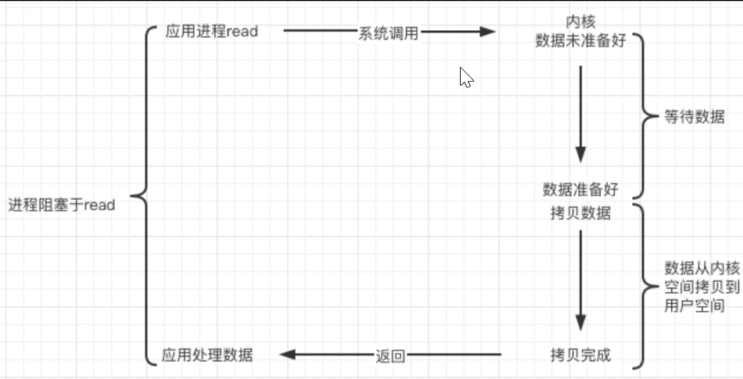 应用进程read
系统调用
内核
数据未准备好
等待数据
数据准备好
拷贝数据
进程阻塞于read
数据从内核
空间拷贝到
用户空间
应用处理数据
返回
拷贝完成